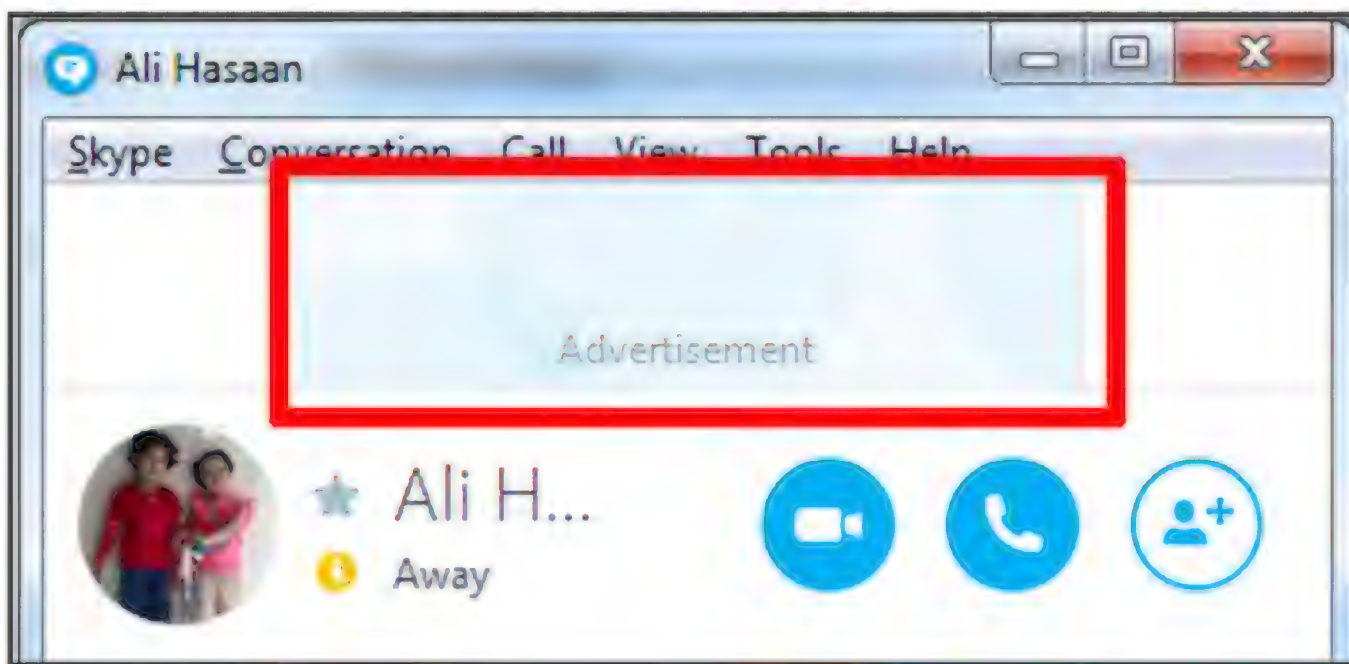 Ali Hasaan
Skype Conversation Call View Tools Help
Advertisement
Ali H...
Away